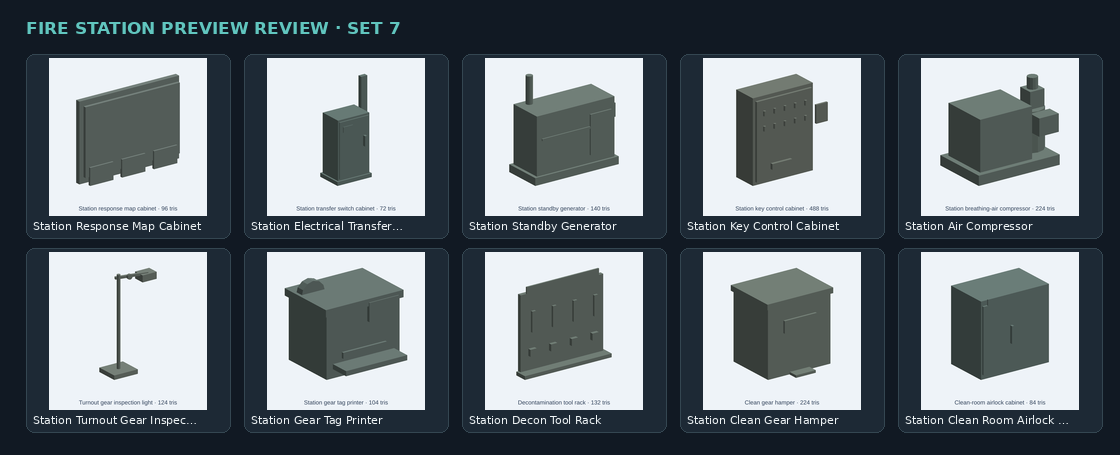 FIRE STATION PREVIEW REVIEW · SET 7
Station response map cabinet · 96 tris
Station Response Map Cabinet
Station transfer switch cabinet · 72 tris
Station Electrical Transfer...
Station standby generator · 140 tris
Station Standby Generator
Station key control cabinet · 488 tris
Station Key Control Cabinet
Station breathing-air compressor · 224 tris
Station Air Compressor
Turnout gear inspection light · 124 tris
Station Turnout Gear Inspec...
Station gear tag printer · 104 tris
Station Gear Tag Printer
Decontamination tool rack · 132 tris
Station Decon Tool Rack
Clean gear hamper · 224 tris
Station Clean Gear Hamper
Clean-room airlock cabinet · 84 tris
Station Clean Room Airlock ...